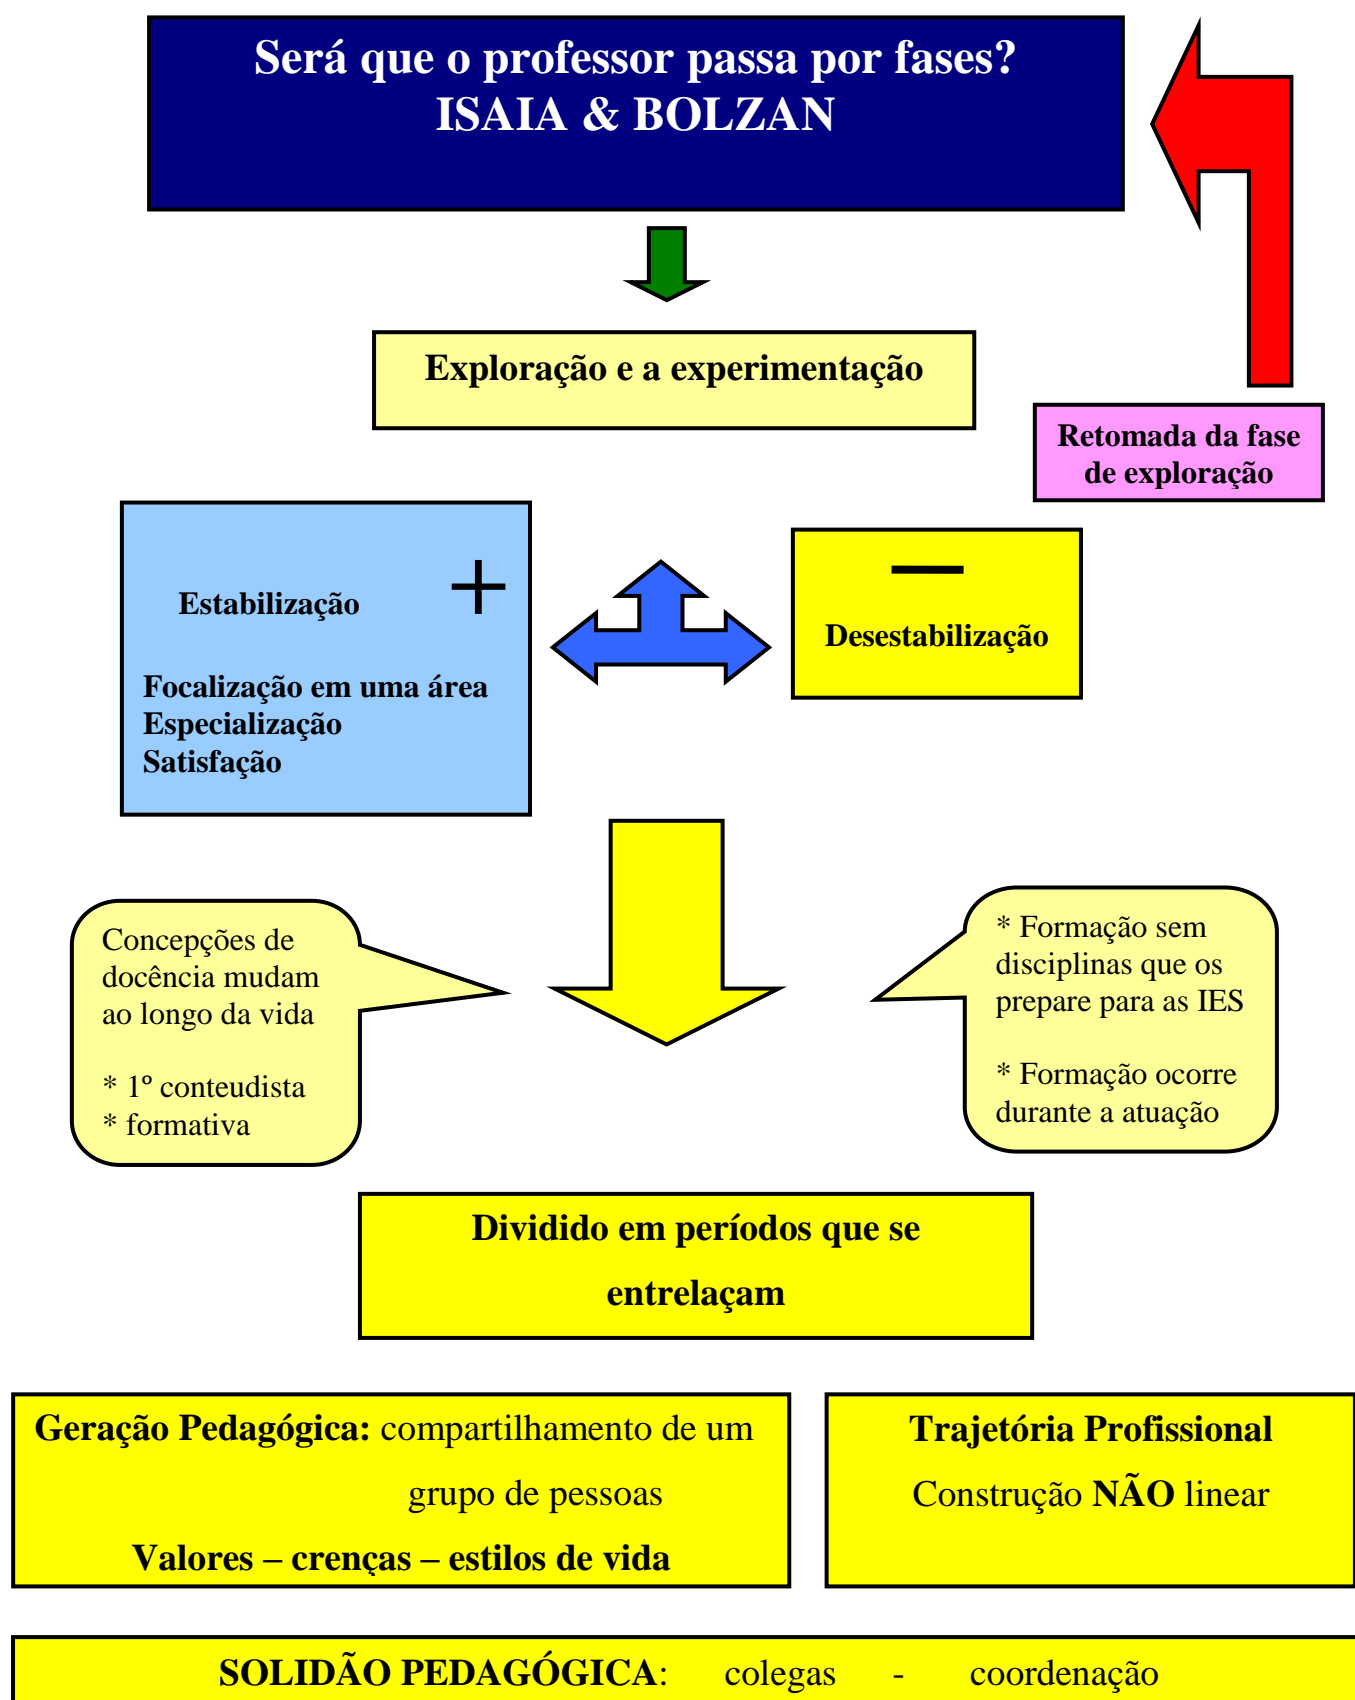 Será que o professor passa por fases?
ISAIA & BOLZAN
Exploração e a experimentação
Retomada da fase
de exploração
+
Estabilização
Focalização em uma área
Especialização
Satisfação
—
Desestabilização
Concepções de
docência mudam
ao longo da vida
* 1º conteudista
* formativa
* Formação sem
disciplinas que os
prepare para as IES
* Formação ocorre
durante a atuação
Dividido em períodos que se
entrelaçam
Geração Pedagógica: compartilhamento de um
grupo de pessoas
Valores – crenças – estilos de vida
Trajetória Profissional
Construção NÃO linear
SOLIDÃO PEDAGÓGICA: colegas - coordenação